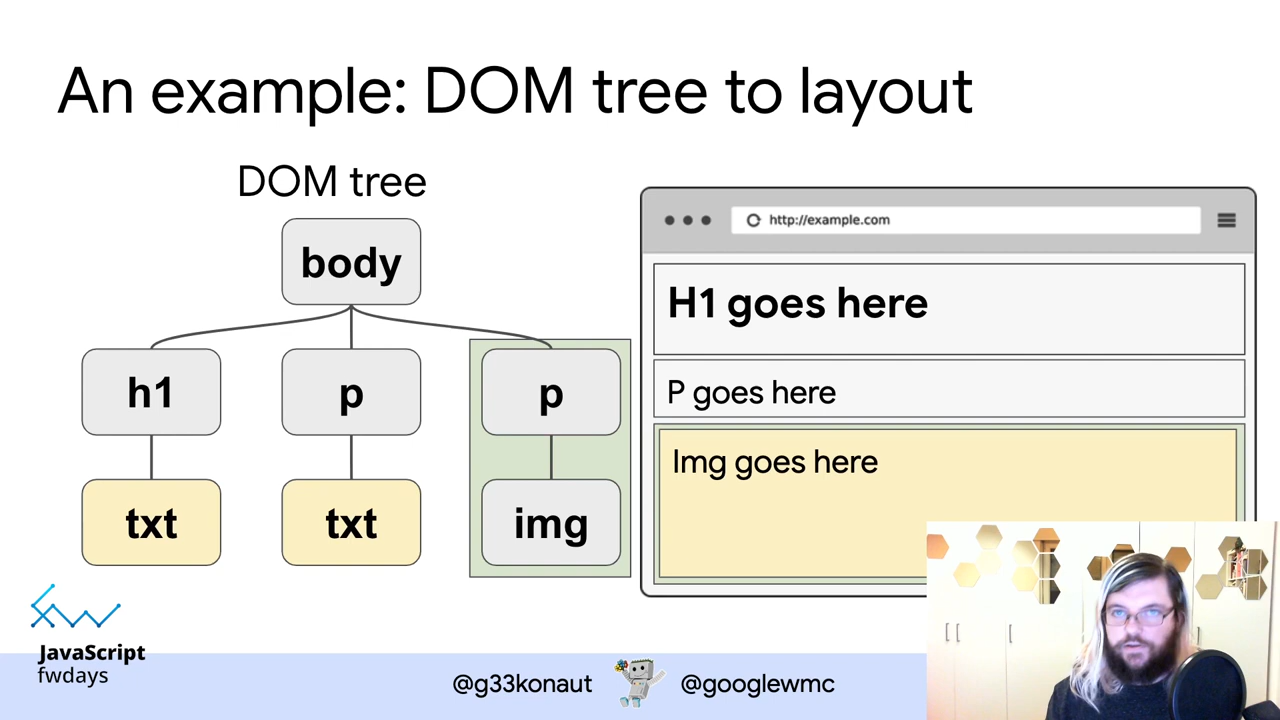 An example: DOM tree to layout
DOM tree
body
h1
p
p
txt
txt
img
http://example.com
H1 goes here
P goes here
Img goes here
JavaScript
fwdays
@g33konaut
@googlewmc